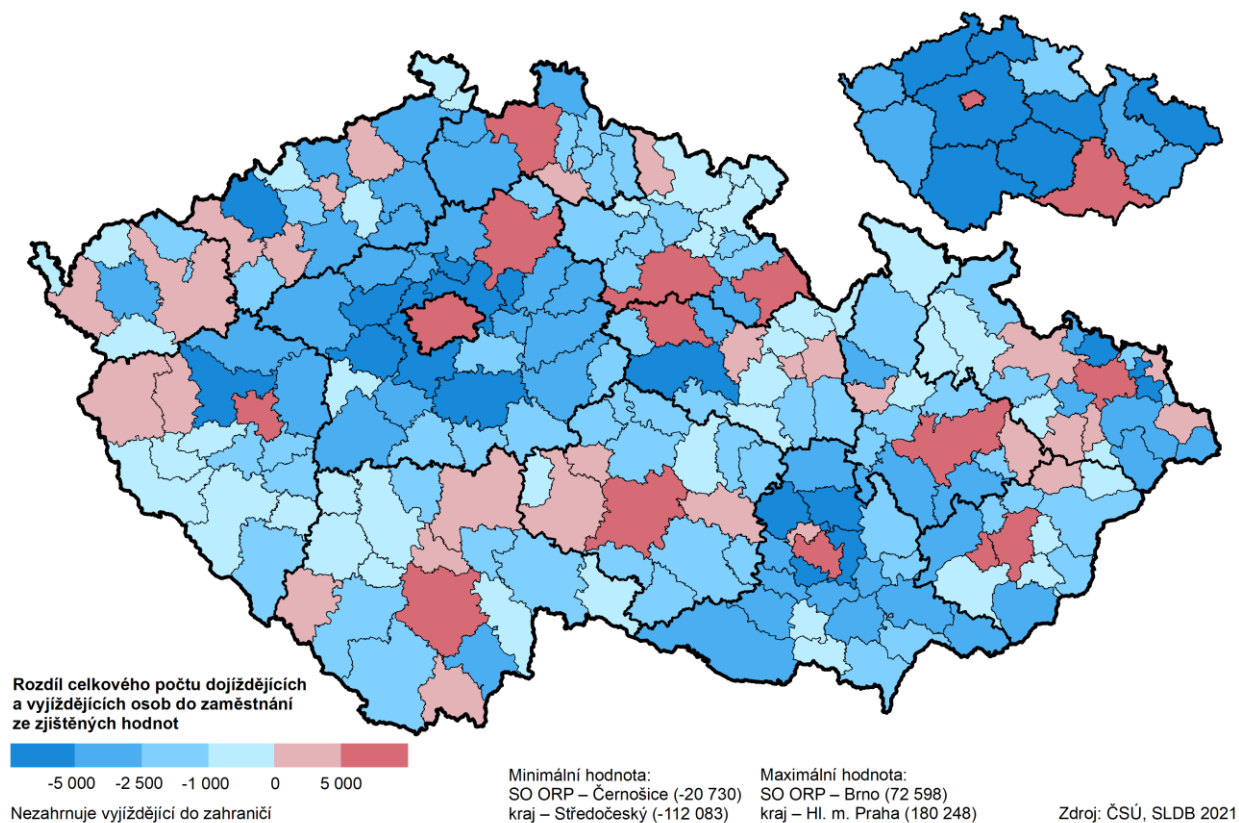 Rozdíl celkového počtu dojíždějících
a vyjíždějících osob do zaměstnání
ze zjištěných hodnot
-5 000 -2 500 -1 000 0 5 000
Nezahrnuje vyjíždějící do zahraničí
Minimální hodnota:
SO ORP – Černošice (-20 730)
kraj – Středočeský (-112 083)
Maximální hodnota:
SO ORP – Brno (72 598)
kraj – Hl. m. Praha (180 248)
Zdroj: ČSÚ, SLDB 2021